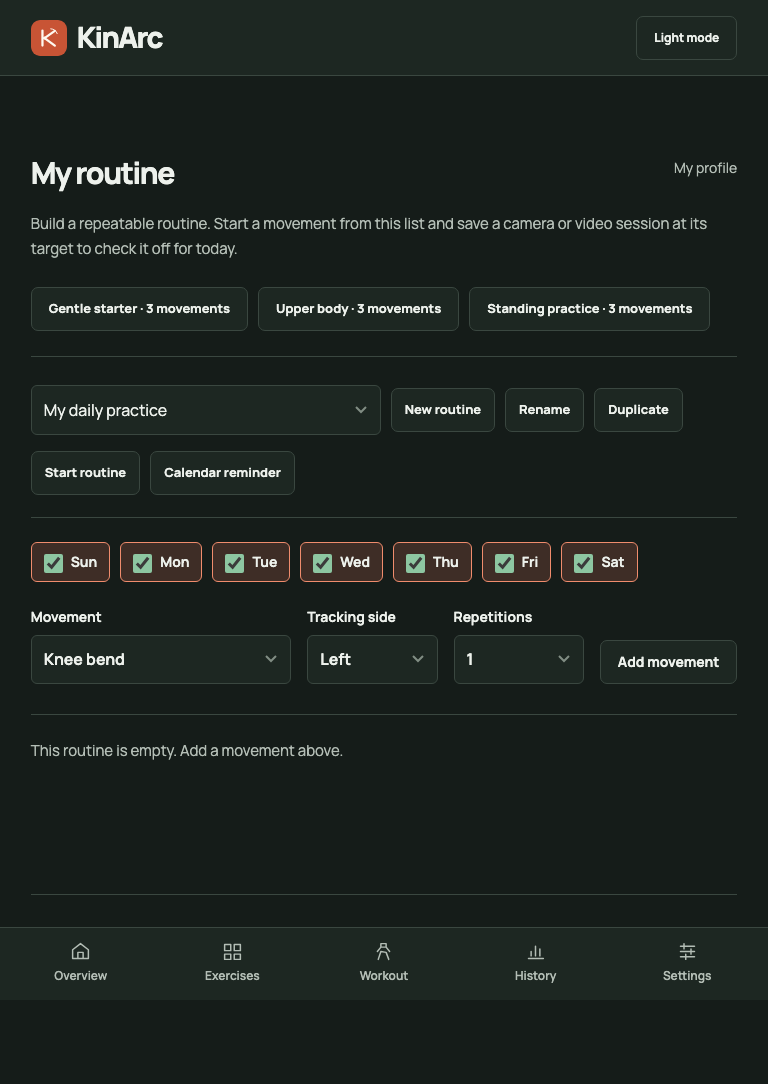 KinArc
Light mode
My routine
My profile
Build a repeatable routine. Start a movement from this list and save a camera or video session at its
target to check it off for today.
Gentle starter · 3 movements
Upper body · 3 movements
Standing practice · 3 movements
My daily practice
New routine
Rename
Duplicate
Start routine
Calendar reminder
Sun
Mon
Tue
Wed
Thu
Fri
Sat
Movement
Tracking side
Repetitions
Knee bend
Left
1
Add movement
This routine is empty. Add a movement above.
Overview
Exercises
Workout
History
Settings